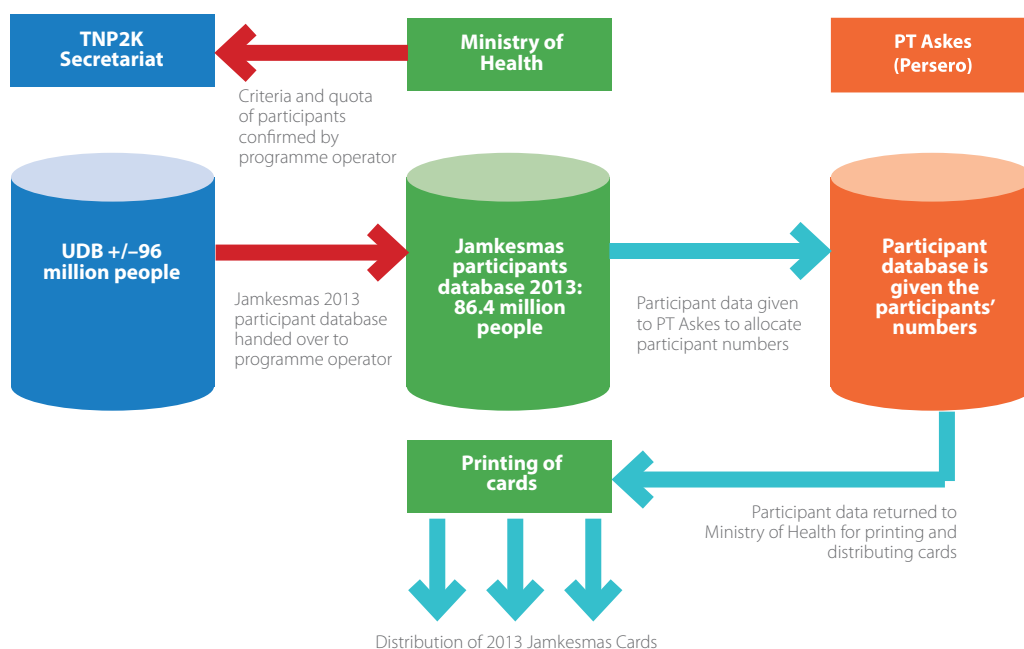 TNP2K
Secretariat
Ministry of
Health
PT Askes
(Persero)
Criteria and quota
of participants
confirmed by
programme operator
UDB +/–96
million people
Jamkesmas 2013
participant database
handed over to
programme operator
Jamkesmas
participants
database 2013:
86.4 million
people
Participant data given
to PT Askes to allocate
participant numbers
Participant
database is
given the
participants’
numbers
Printing of
cards
Participant data returned to
Ministry of Health for printing and
distributing cards
Distribution of 2013 Jamkesmas Cards